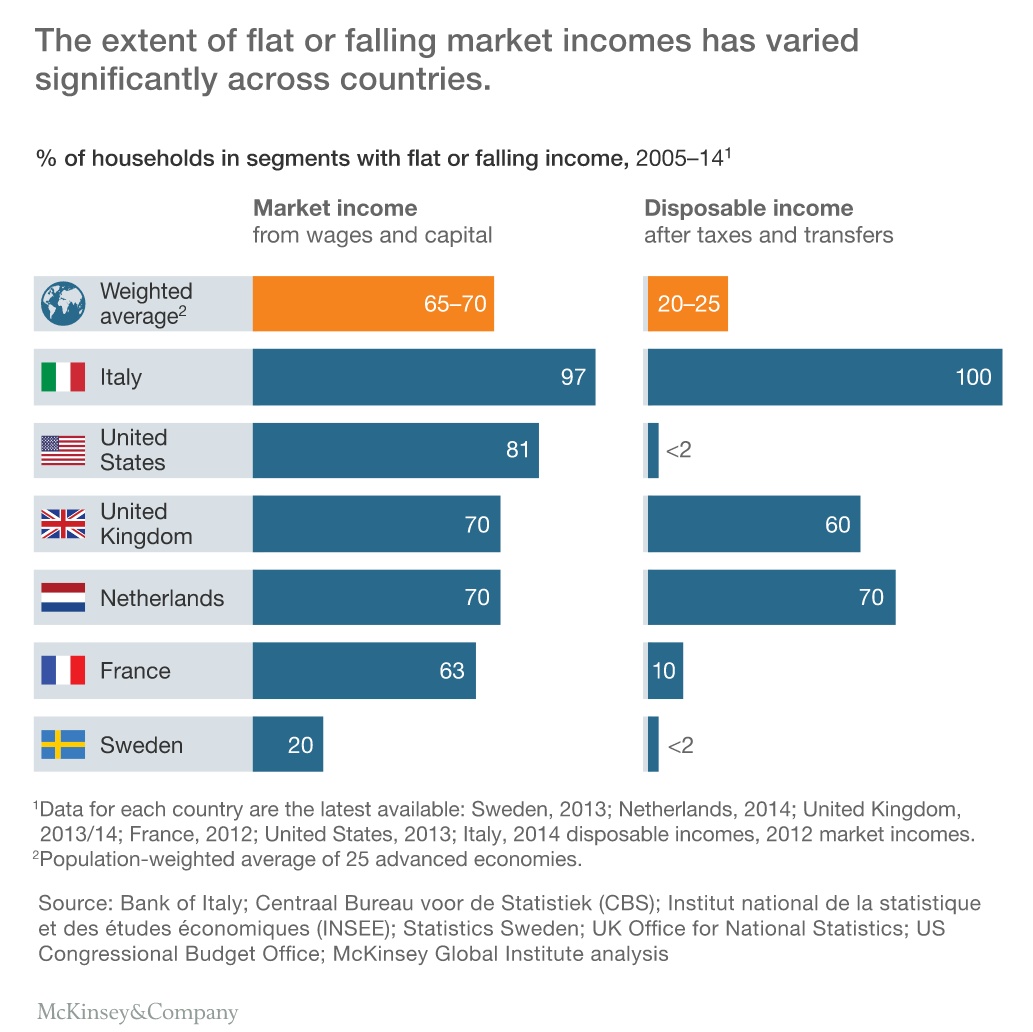 The extent of flat or falling market incomes has varied
significantly across countries.
% of households in segments with flat or falling income, 2005–14¹
Market income
from wages and capital
Disposable income
after taxes and transfers
Weighted
average²
65–70
20–25
Italy
97
100
United
States
81
<2
United
Kingdom
70
60
Netherlands
70
70
France
63
10
Sweden
20
<2
¹Data for each country are the latest available: Sweden, 2013; Netherlands, 2014; United Kingdom,
2013/14; France, 2012; United States, 2013; Italy, 2014 disposable incomes, 2012 market incomes.
²Population-weighted average of 25 advanced economies.
Source: Bank of Italy; Centraal Bureau voor de Statistiek (CBS); Institut national de la statistique
et des études économiques (INSEE); Statistics Sweden; UK Office for National Statistics; US
Congressional Budget Office; McKinsey Global Institute analysis
McKinsey&Company